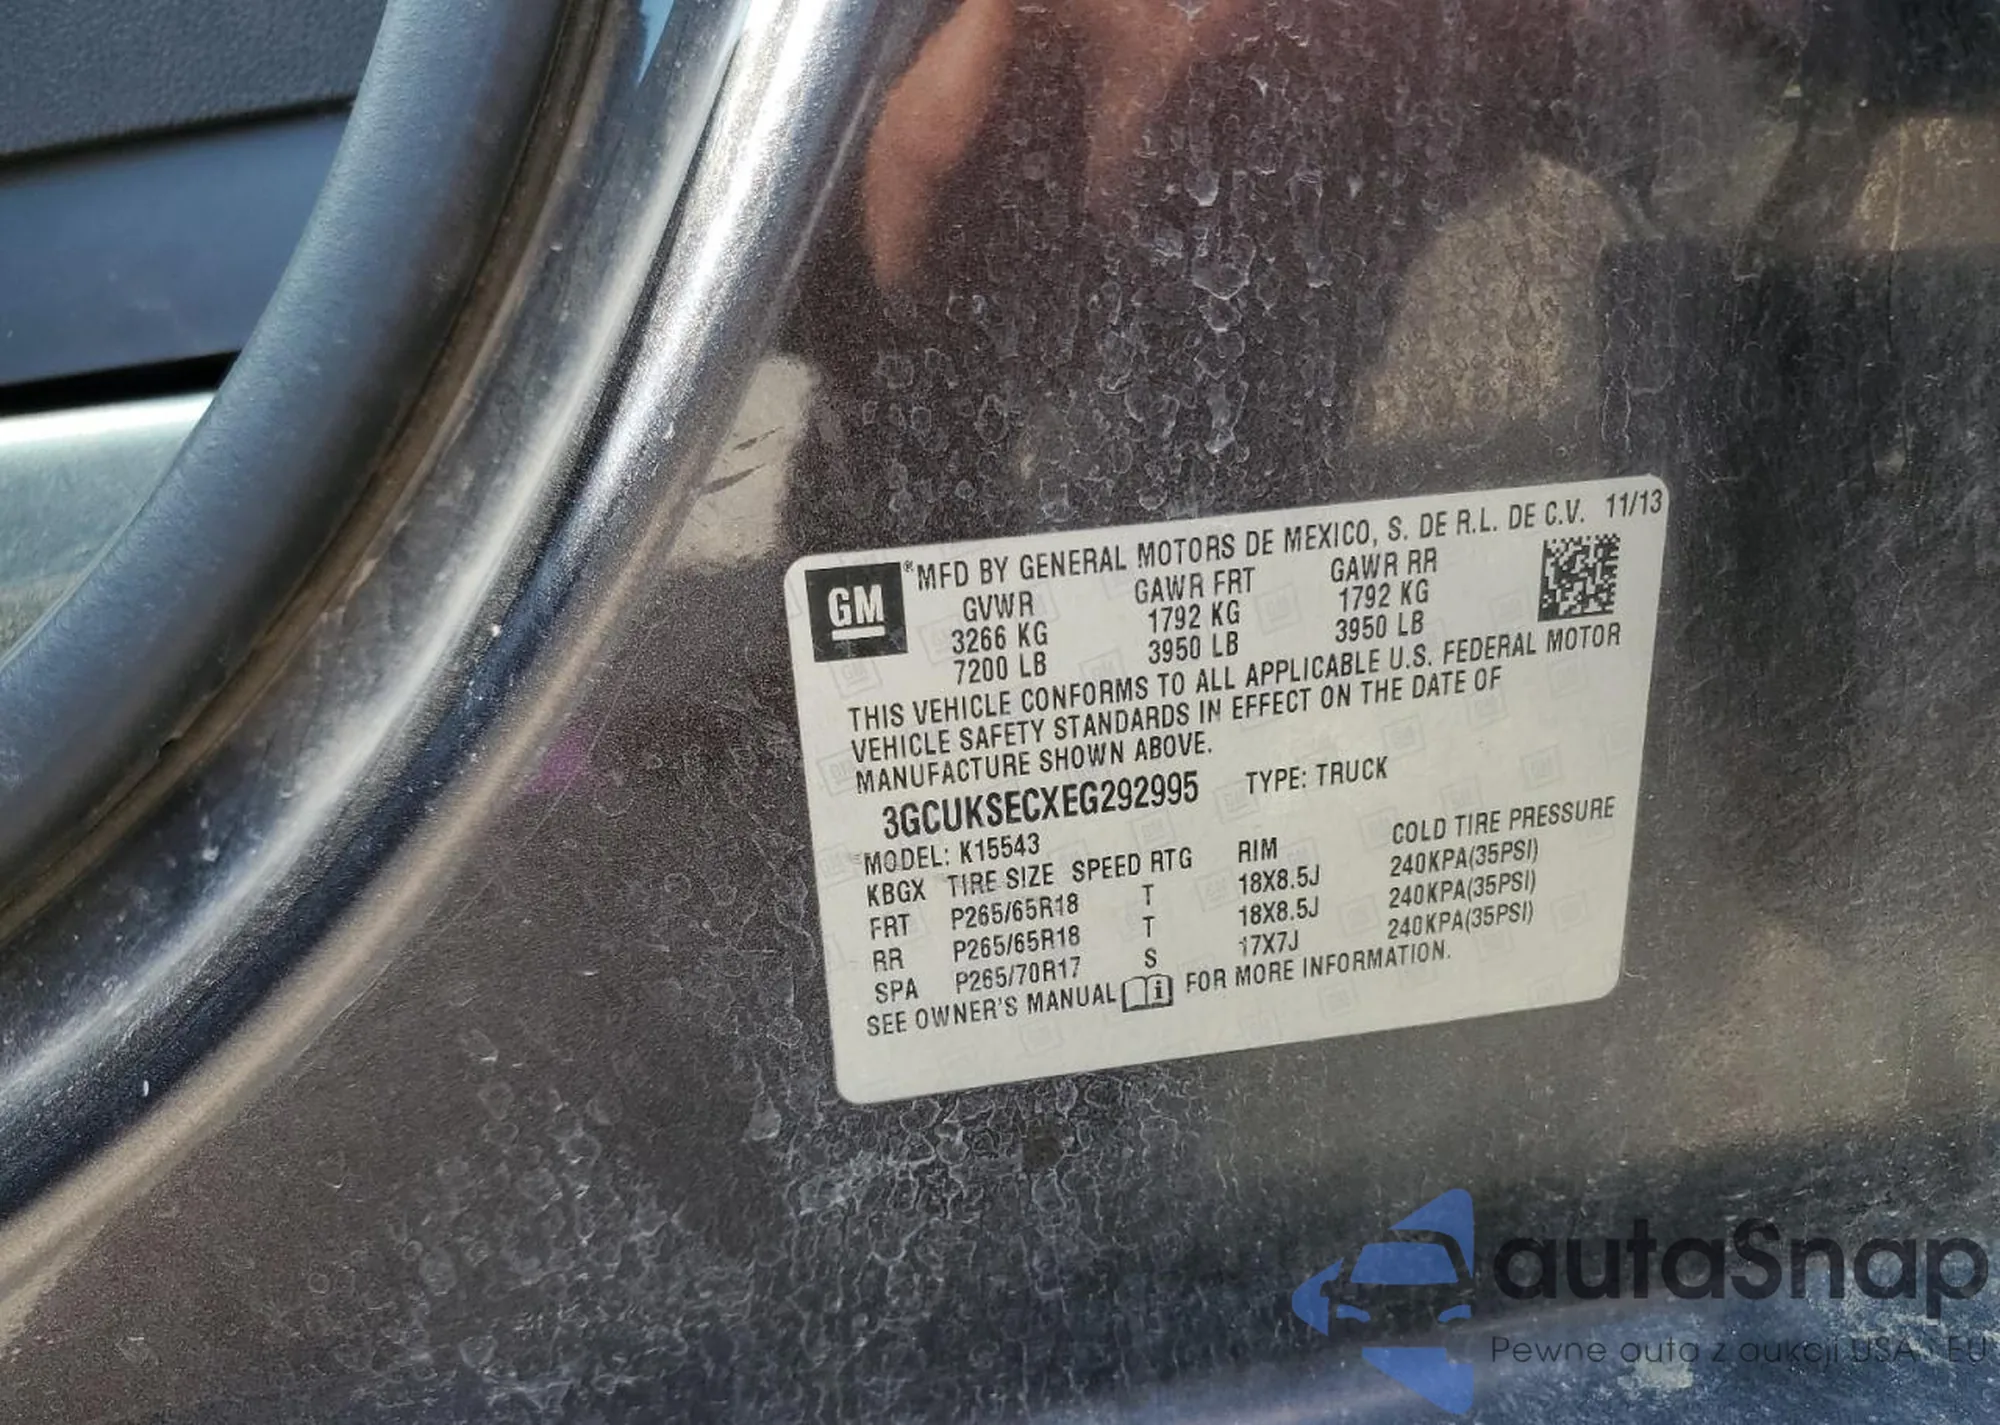 GM
® MFD BY GENERAL MOTORS DE MEXICO, S. DE R.L. DE C.V. 11/13
GVWR GAWR FRT GAWR RR
3266 KG 1792 KG 1792 KG
7200 LB 3950 LB 3950 LB
THIS VEHICLE CONFORMS TO ALL APPLICABLE U.S. FEDERAL MOTOR
VEHICLE SAFETY STANDARDS IN EFFECT ON THE DATE OF
MANUFACTURE SHOWN ABOVE.
3GCUKSECXEG292995 TYPE: TRUCK
MODEL: K15543
KBGX TIRE SIZE SPEED RTG RIM COLD TIRE PRESSURE
FRT P265/65R18 T 18X8.5J 240KPA(35PSI)
RR P265/65R18 T 18X8.5J 240KPA(35PSI)
SPA P265/70R17 S 17X7J 240KPA(35PSI)
SEE OWNER'S MANUAL FOR MORE INFORMATION.
autaSnap
Pewne auta z aukcji USA i EU